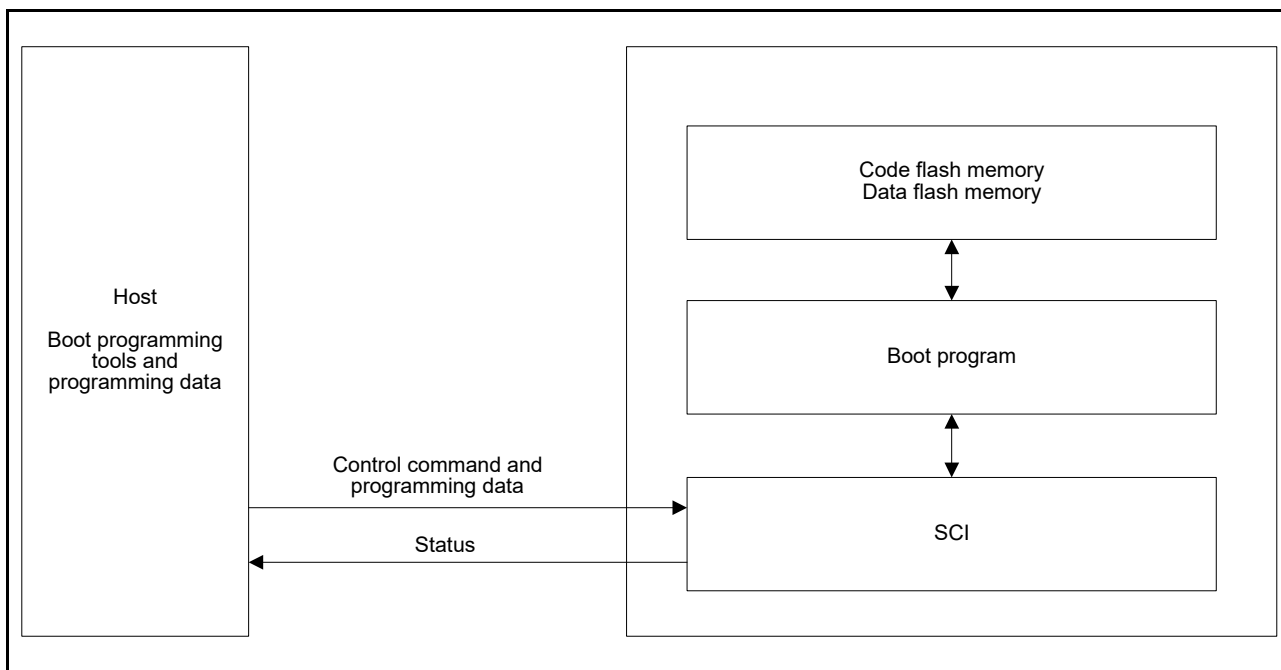 Code flash memory
Data flash memory
Host
Boot programming
tools and
programming data
Boot program
Control command and
programming data
SCI
Status